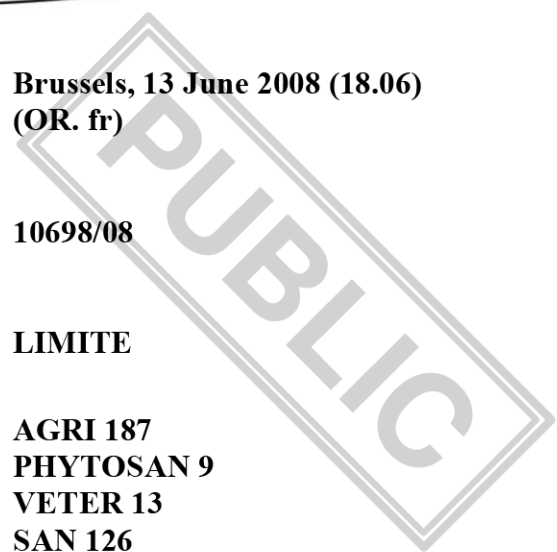 Brussels, 13 June 2008 (18.06)
(OR. fr)
10698/08
LIMITE
AGRI 187
PHYTOSAN 9
VETER 13
SAN 126
PUBLIC